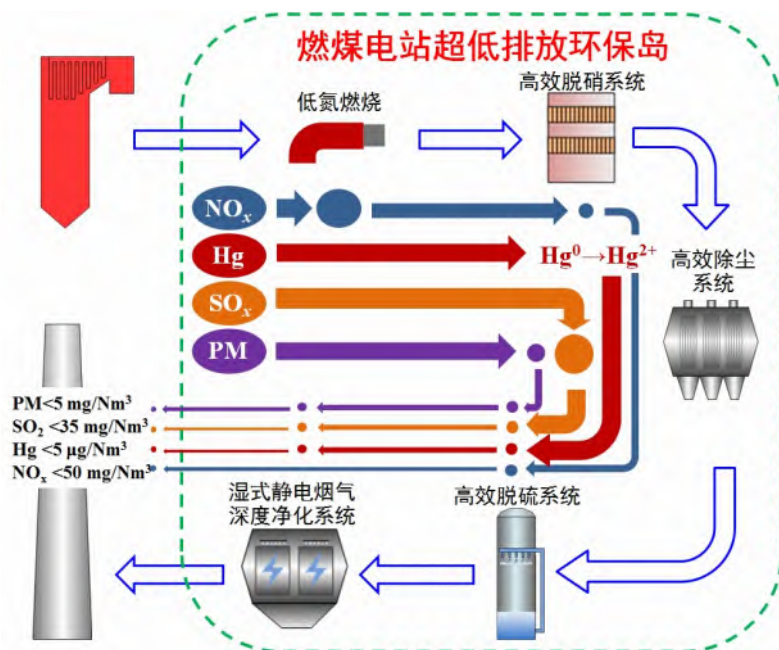 燃煤电站超低排放环保岛
低氮燃烧
高效脱硝系统
NOx
Hg
Hg⁰→Hg²⁺
高效除尘
系统
SOx
PM
PM<5 mg/Nm³
SO₂ <35 mg/Nm³
Hg <5 μg/Nm³
NOx <50 mg/Nm³
湿式静电烟气
深度净化系统
高效脱硫系统